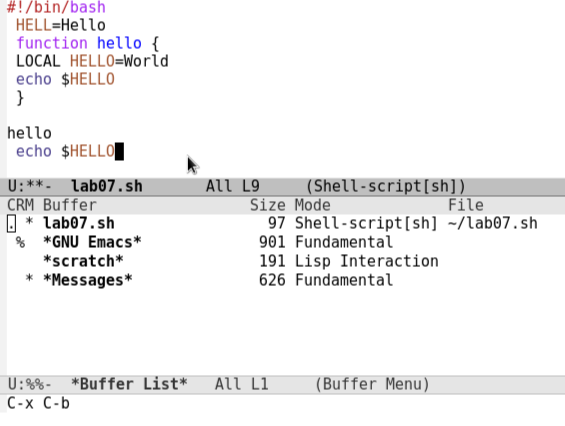 #!/bin/bash
HELL=Hello
function hello {
LOCAL HELLO=World
echo $HELLO
}
hello
echo $HELLO
U:**-  lab07.sh       All L9     (Shell-script[sh])
CRM Buffer                 Size Mode             File
. * lab07.sh                 97 Shell-script[sh] ~/lab07.sh
 %  *GNU Emacs*             901 Fundamental
    *scratch*               191 Lisp Interaction
  * *Messages*              626 Fundamental
U:%%-  *Buffer List*   All L1     (Buffer Menu)
C-x C-b